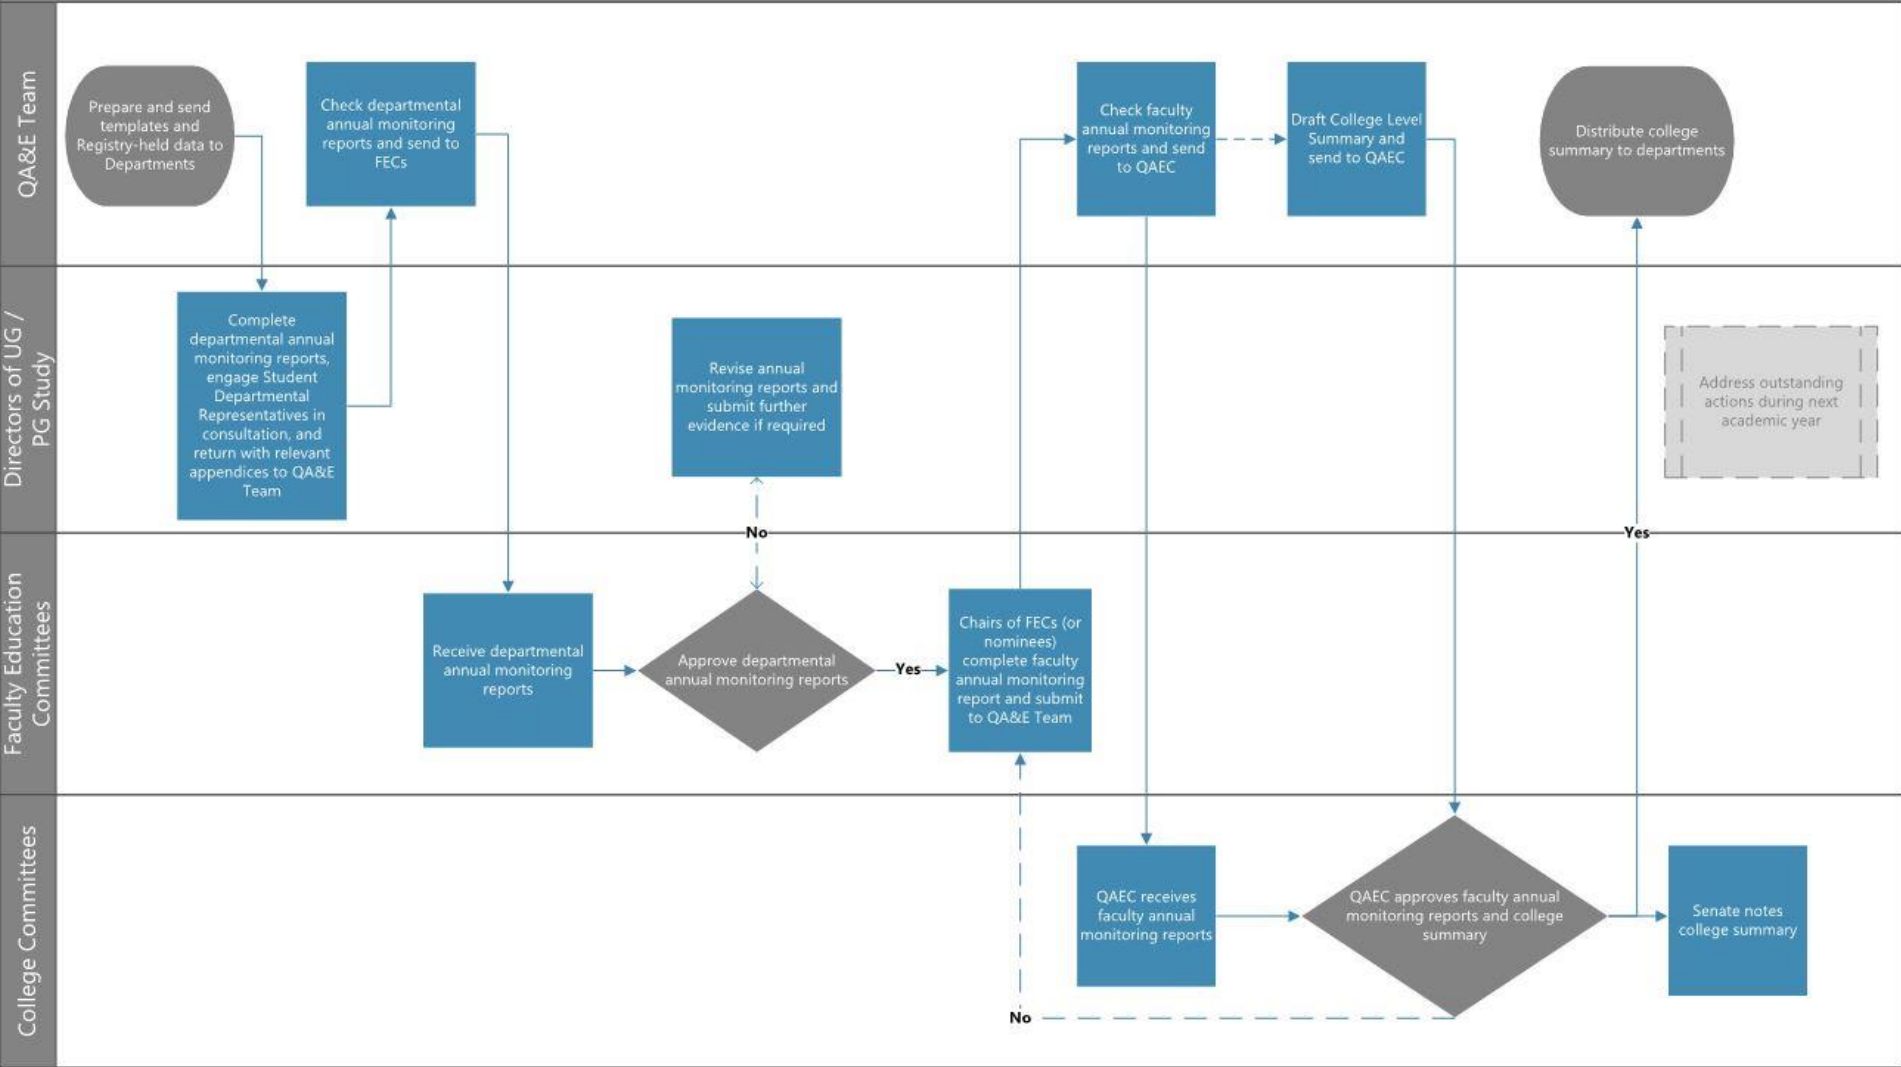 QA&E Team
Prepare and send
templates and
Registry-held data to
Departments
Check departmental
annual monitoring
reports and send to
FECs
Check faculty
annual monitoring
reports and send
to QAEC
Draft College Level
Summary and
send to QAEC
Distribute college
summary to departments
Directors of UG /
PG Study
Complete
departmental annual
monitoring reports,
engage Student
Departmental
Representatives in
consultation, and
return with relevant
appendices to QA&E
Team
Revise annual
monitoring reports and
submit further
evidence if required
Address outstanding
actions during next
academic year
No
Yes
Faculty Education
Committees
Receive departmental
annual monitoring
reports
Approve departmental
annual monitoring reports
Yes
Chairs of FECs (or
nominees)
complete faculty
annual monitoring
report and submit
to QA&E Team
College Committees
QAEC receives
faculty annual
monitoring reports
QAEC approves faculty annual
monitoring reports and college
summary
Senate notes
college summary
No